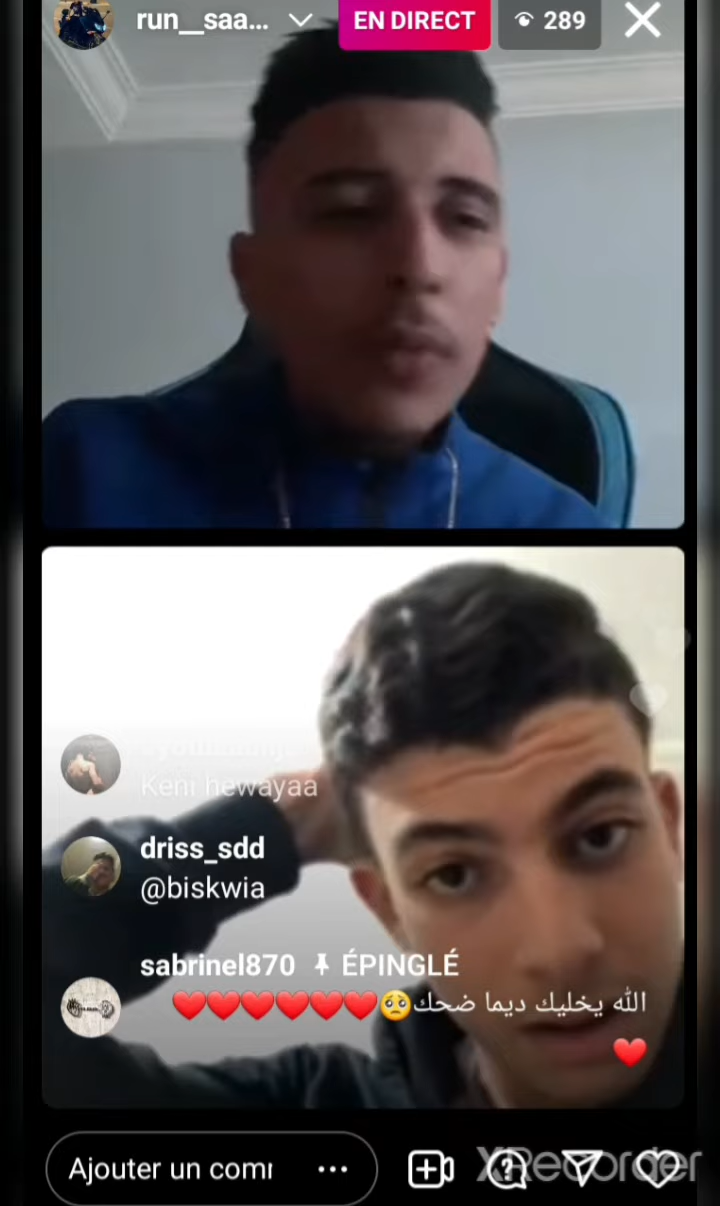 run__saa...
EN DIRECT
289
Keni hewayaa
driss_sdd
@biskwia
sabrinel870 ÉPINGLÉ
الله يخليك ديما ضحك🥺❤️❤️❤️❤️❤️❤️
❤️
Ajouter un comr
XRecorder